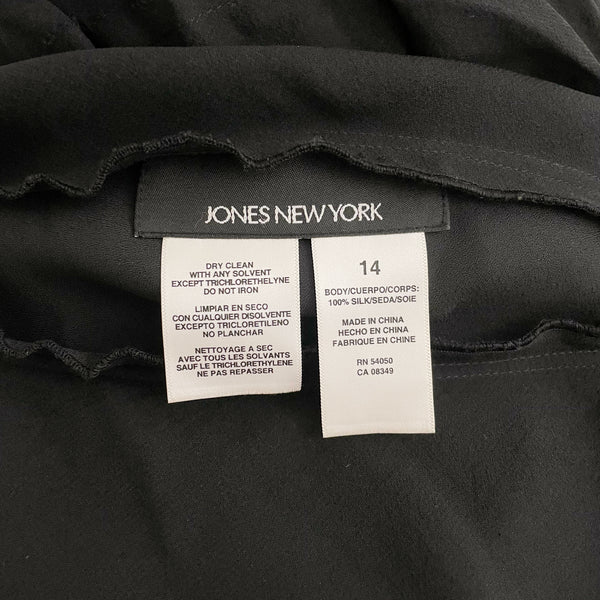 JONES NEW YORK
DRY CLEAN
WITH ANY SOLVENT
EXCEPT TRICHLORETHELYNE
DO NOT IRON
LIMPIAR EN SECO
CON CUALQUIER DISOLVENTE
EXCEPTO TRICLORETILENO
NO PLANCHAR
NETTOYAGE A SEC
AVEC TOUS LES SOLVANTS
SAUF LE TRICHLORETHYLENE
NE PAS REPASSER
14
BODY/CUERPO/CORPS:
100% SILK/SEDA/SOIE
MADE IN CHINA
HECHO EN CHINA
FABRIQUE EN CHINE
RN 54050
CA 08349